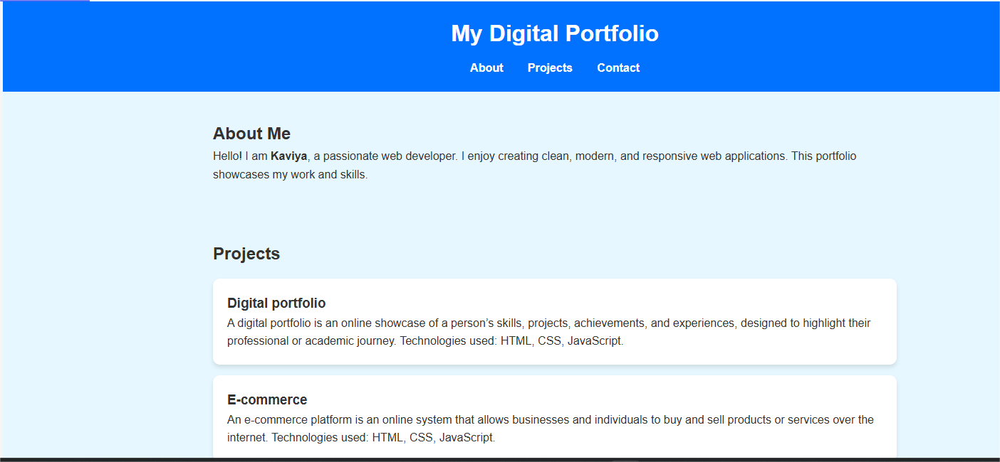 My Digital Portfolio
About Projects Contact
About Me
Hello! I am Kaviya, a passionate web developer. I enjoy creating clean, modern, and responsive web applications. This portfolio
showcases my work and skills.
Projects
Digital portfolio
A digital portfolio is an online showcase of a person’s skills, projects, achievements, and experiences, designed to highlight their
professional or academic journey. Technologies used: HTML, CSS, JavaScript.
E-commerce
An e-commerce platform is an online system that allows businesses and individuals to buy and sell products or services over the
internet. Technologies used: HTML, CSS, JavaScript.